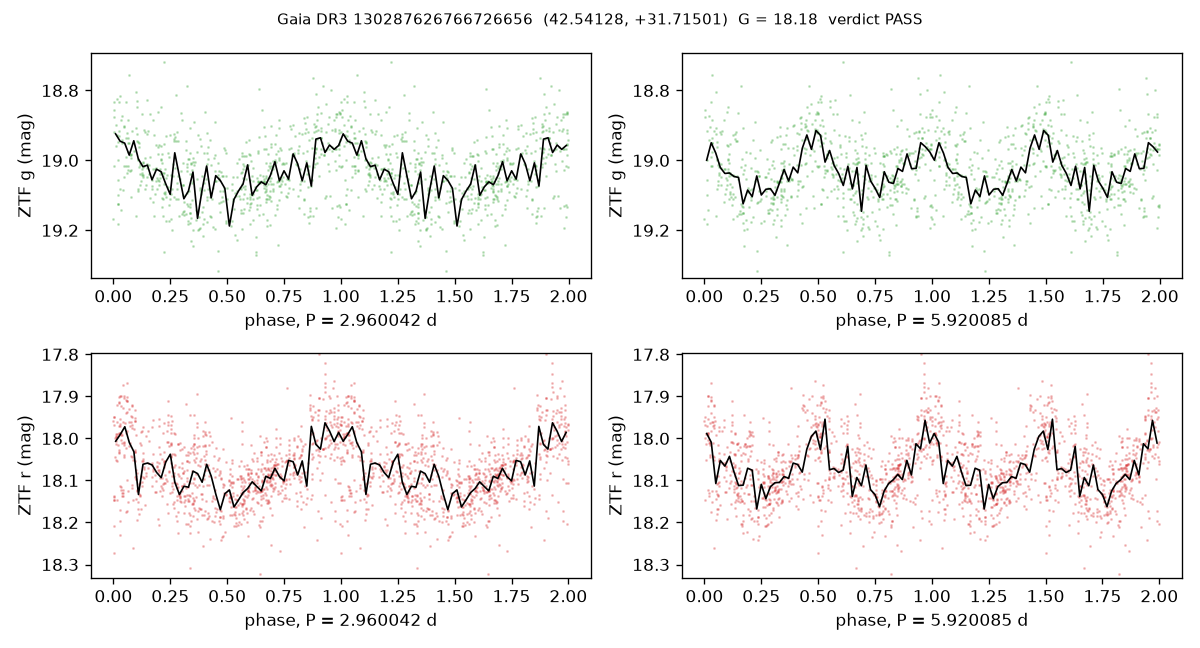 Gaia DR3 130287626766726656  (42.54128, +31.71501)  G = 18.18  verdict PASS
ZTF g (mag)
18.8
19.0
19.2
0.00 0.25 0.50 0.75 1.00 1.25 1.50 1.75 2.00
phase, P = 2.960042 d
ZTF g (mag)
18.8
19.0
19.2
0.00 0.25 0.50 0.75 1.00 1.25 1.50 1.75 2.00
phase, P = 5.920085 d
ZTF r (mag)
17.8
17.9
18.0
18.1
18.2
18.3
0.00 0.25 0.50 0.75 1.00 1.25 1.50 1.75 2.00
phase, P = 2.960042 d
ZTF r (mag)
17.8
17.9
18.0
18.1
18.2
18.3
0.00 0.25 0.50 0.75 1.00 1.25 1.50 1.75 2.00
phase, P = 5.920085 d